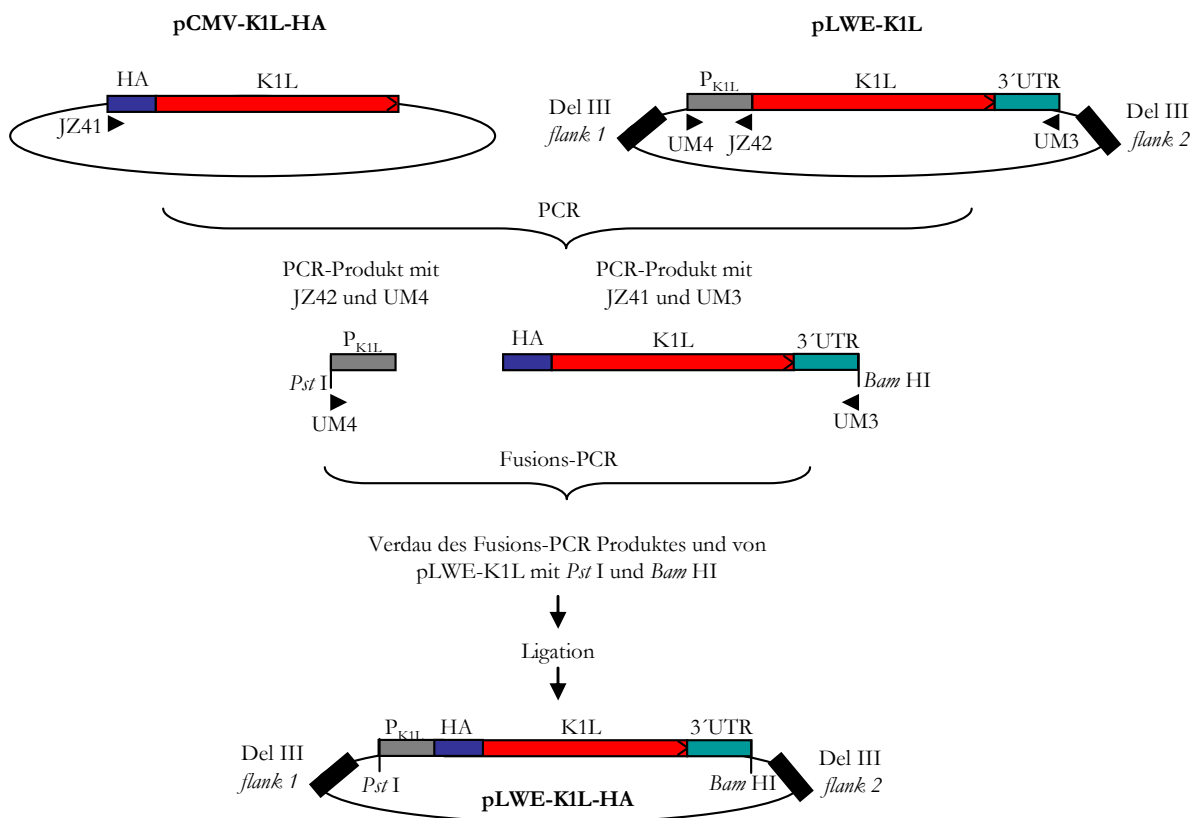 pCMV-K1L-HA
pLWE-K1L
HA
K1L
P K1L
K1L
3´UTR
JZ41
Del III
flank 1
UM4
JZ42
UM3
Del III
flank 2
PCR
PCR-Produkt mit
JZ42 und UM4
PCR-Produkt mit
JZ41 und UM3
P K1L
HA
K1L
3´UTR
Pst I
Bam HI
UM4
UM3
Fusions-PCR
Verdau des Fusions-PCR Produktes und von
pLWE-K1L mit Pst I und Bam HI
Ligation
P K1L
HA
K1L
3´UTR
Del III
flank 1
Pst I
Bam HI
Del III
flank 2
pLWE-K1L-HA